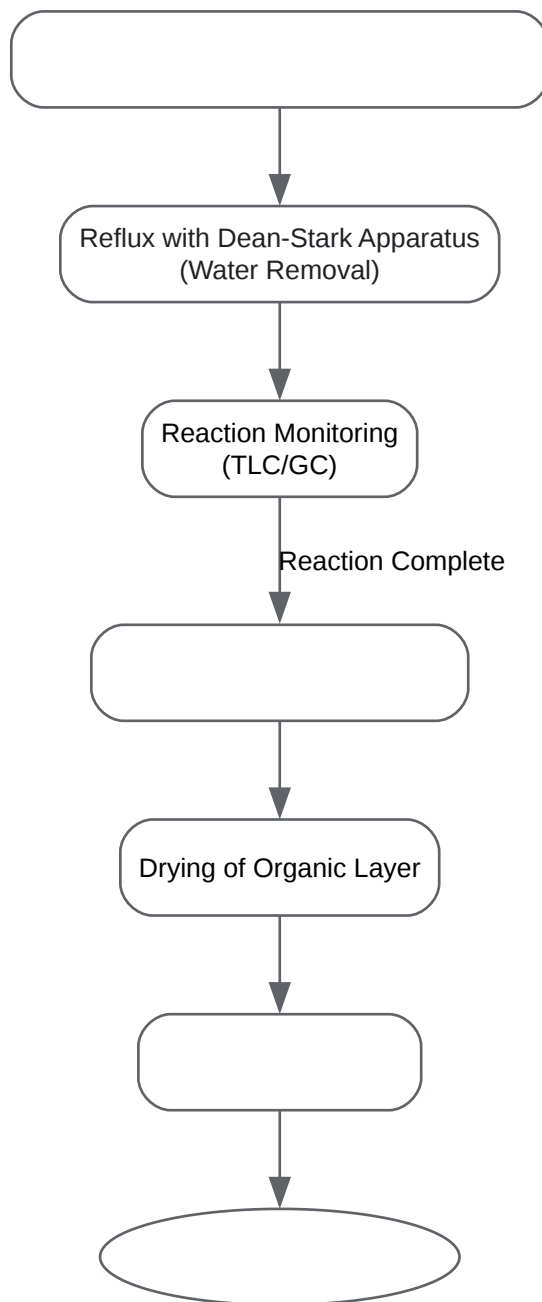 Reflux with Dean-Stark Apparatus
(Water Removal)
Reaction Monitoring
(TLC/GC)
Reaction Complete
Drying of Organic Layer